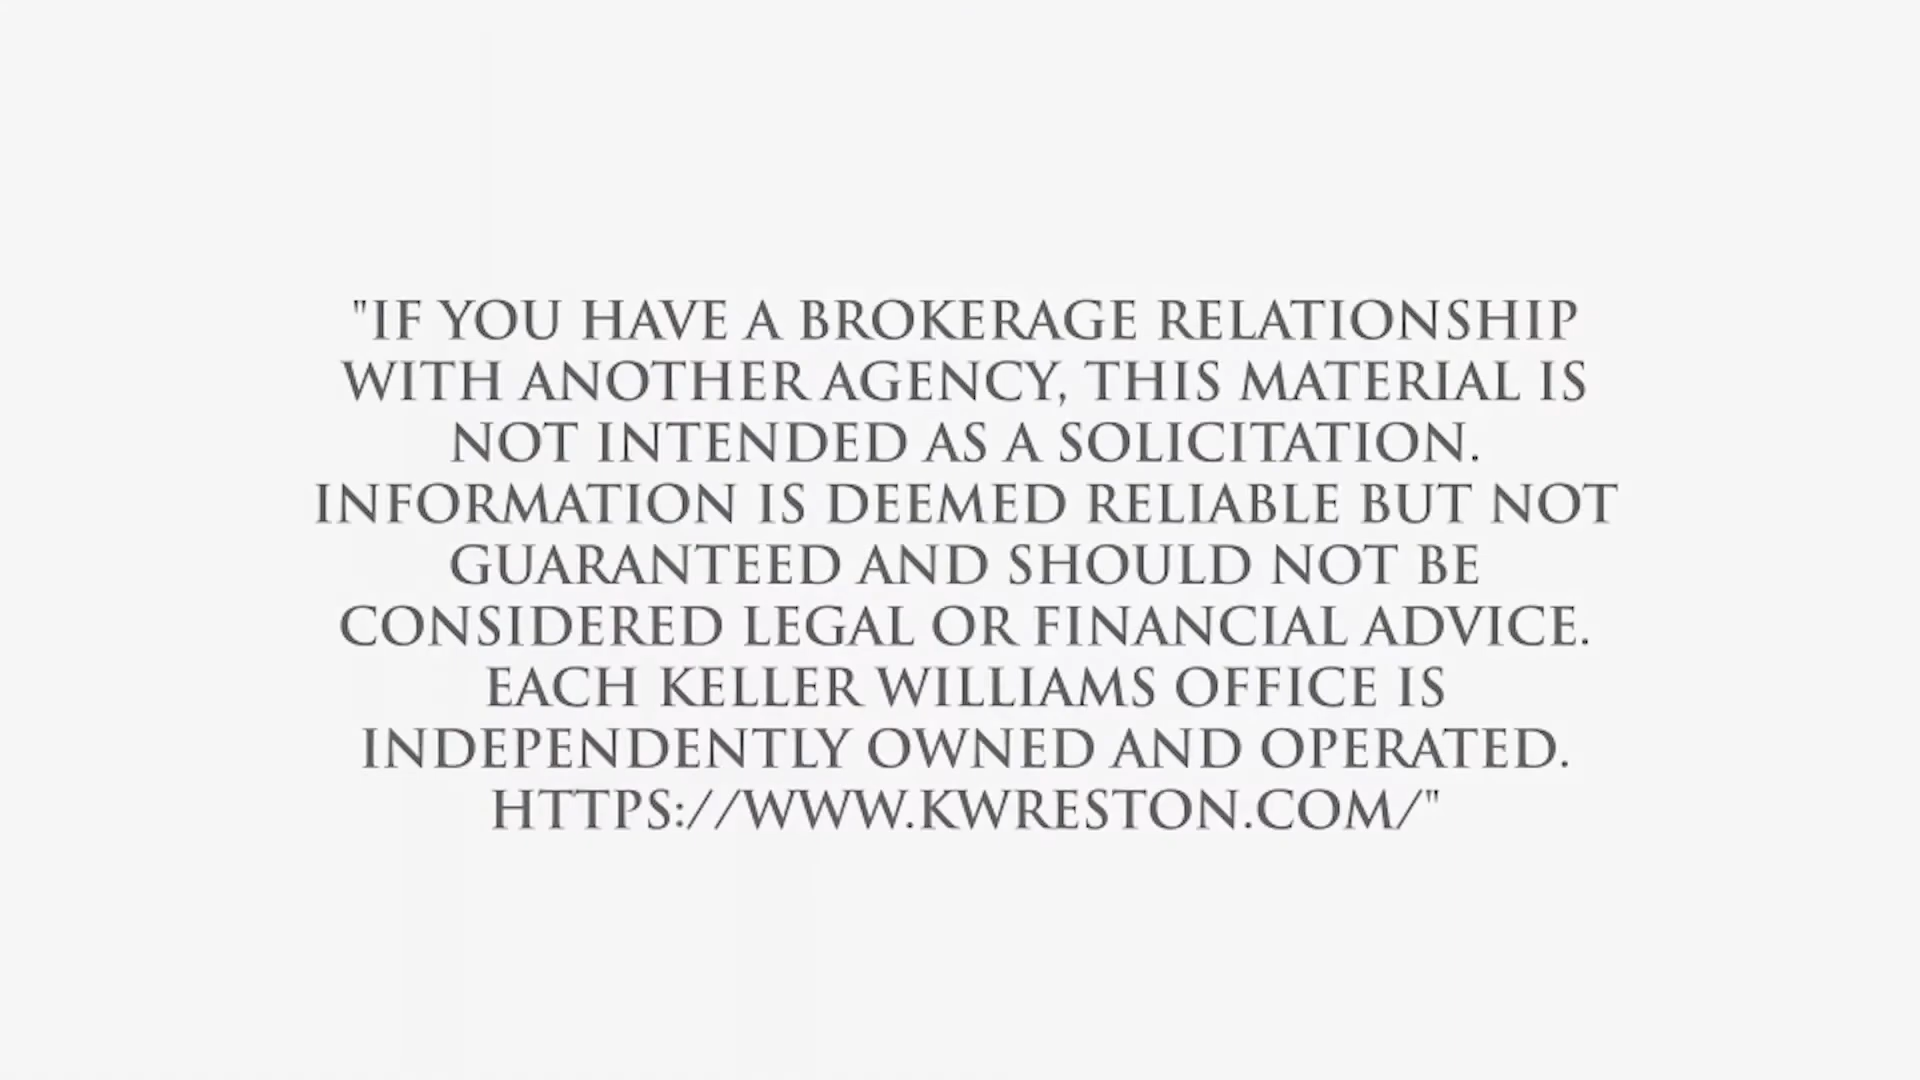 "IF YOU HAVE A BROKERAGE RELATIONSHIP
WITH ANOTHER AGENCY, THIS MATERIAL IS
NOT INTENDED AS A SOLICITATION.
INFORMATION IS DEEMED RELIABLE BUT NOT
GUARANTEED AND SHOULD NOT BE
CONSIDERED LEGAL OR FINANCIAL ADVICE.
EACH KELLER WILLIAMS OFFICE IS
INDEPENDENTLY OWNED AND OPERATED.
HTTPS://WWW.KWRESTON.COM/"